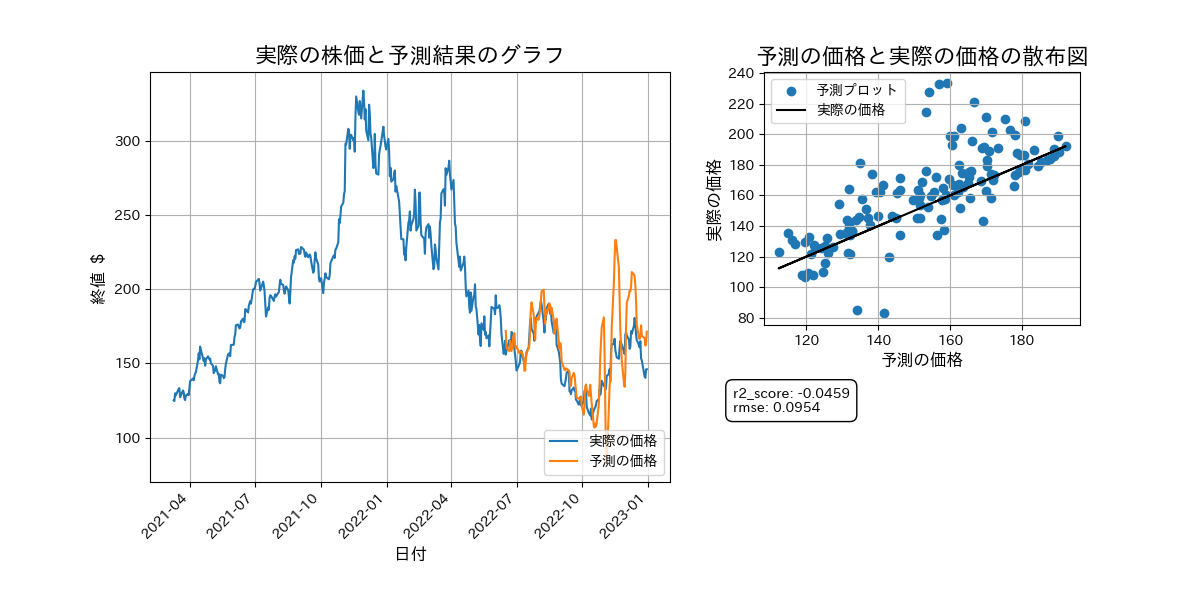 実際の株価と予測結果のグラフ
終値 $
300
250
200
150
100
実際の価格
予測の価格
2021-04
2021-07
2021-10
2022-01
2022-04
2022-07
2022-10
2023-01
日付
予測の価格と実際の価格の散布図
実際の価格
240
220
200
180
160
140
120
100
80
予測プロット
実際の価格
120
140
160
180
予測の価格
r2_score: -0.0459
rmse: 0.0954